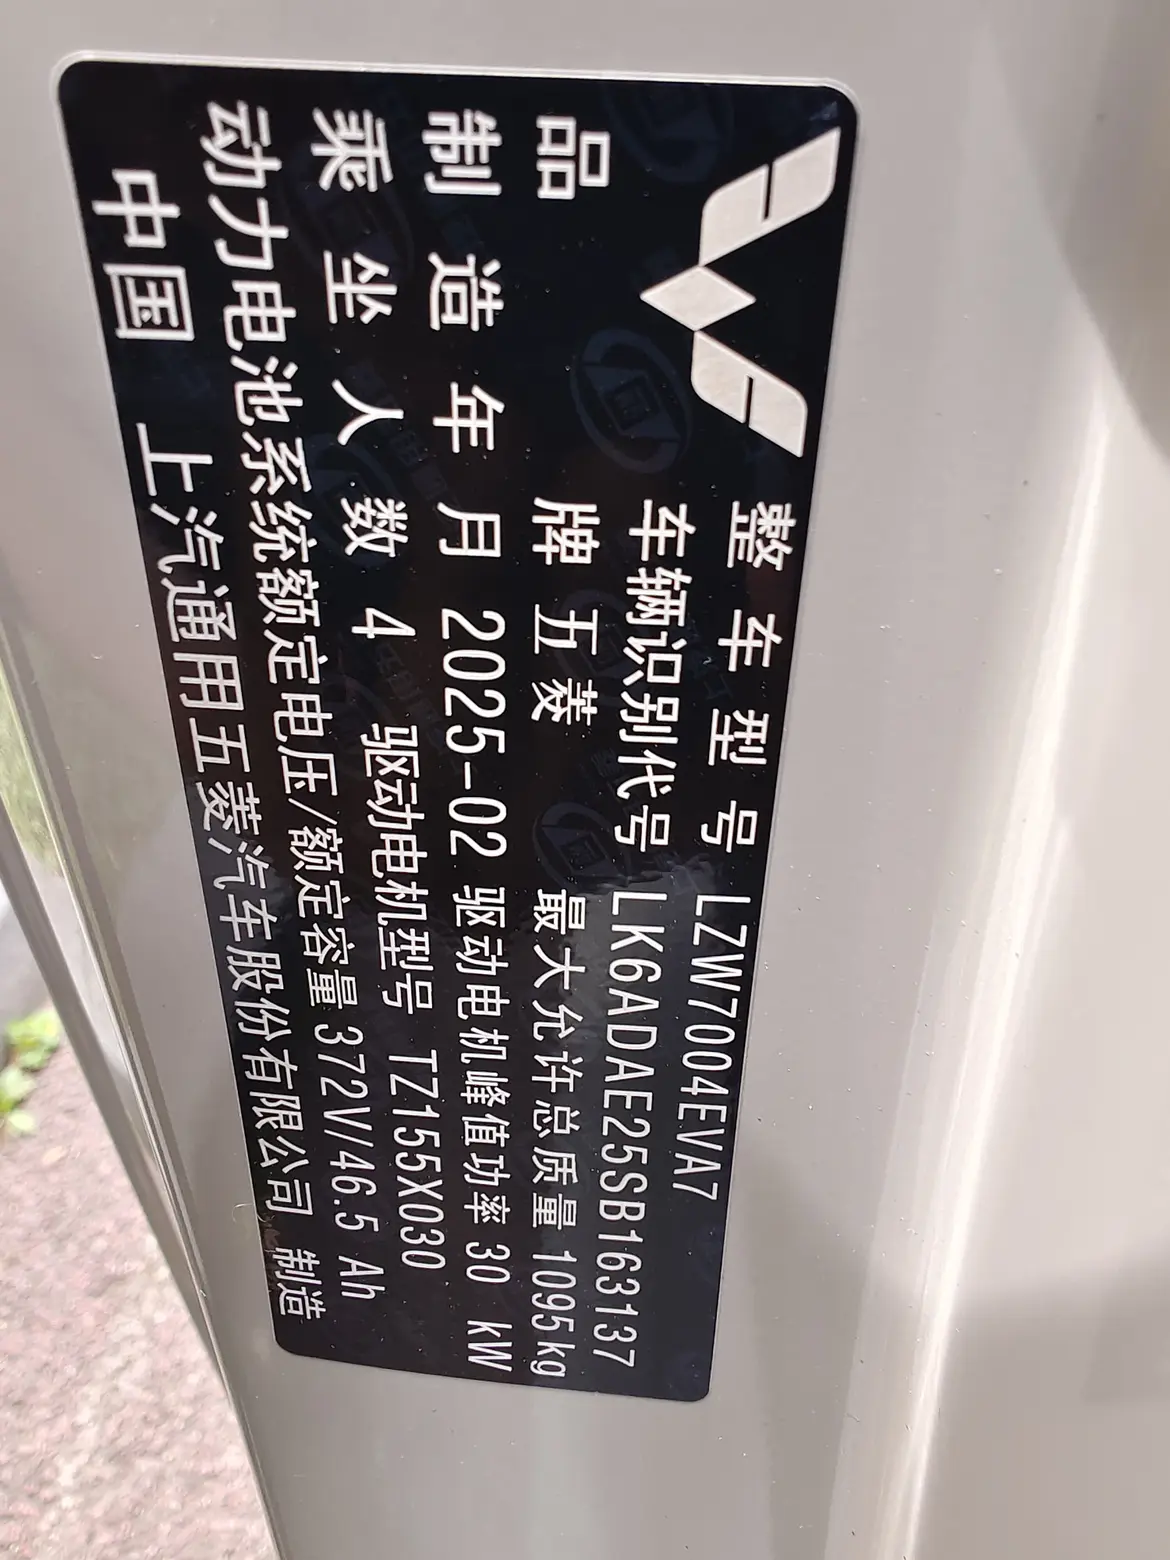 整车型号 LZW7004EVA7
车辆识别代号 LK6ADAE25SB163137
品牌 五菱 最大允许总质量 1095kg
制造年月 2025-02 驱动电机峰值功率 30 kW
乘坐人数 4 驱动电机型号 TZ155X030
动力电池系统额定电压/额定容量 372V/46.5 Ah
中国 上汽通用五菱汽车股份有限公司 制造